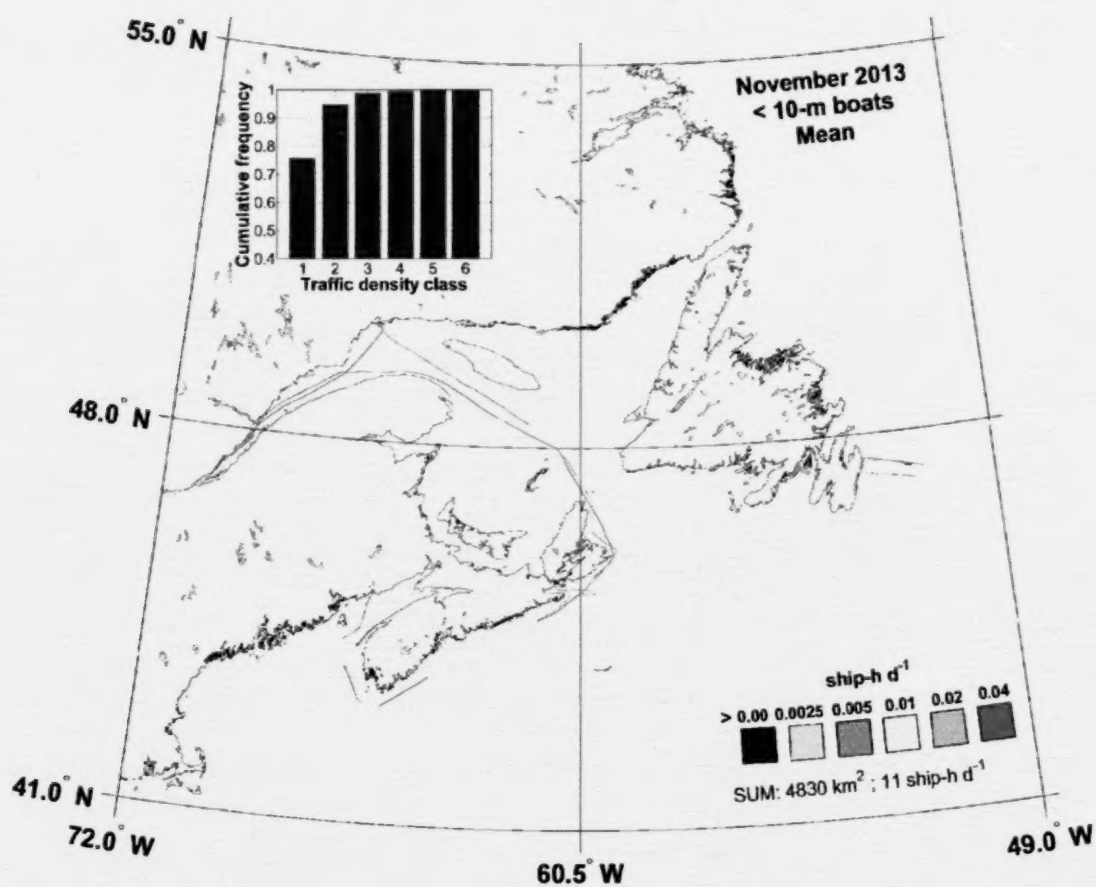 55.0° N
November 2013
< 10-m boats
Mean
Cumulative frequency
1
0.9
0.8
0.7
0.6
0.5
0.4
1 2 3 4 5 6
Traffic density class
48.0° N
ship-h d⁻¹
> 0.00 0.0025 0.005 0.01 0.02 0.04
SUM: 4830 km² ; 11 ship-h d⁻¹
41.0° N
72.0° W
60.5° W
49.0° W